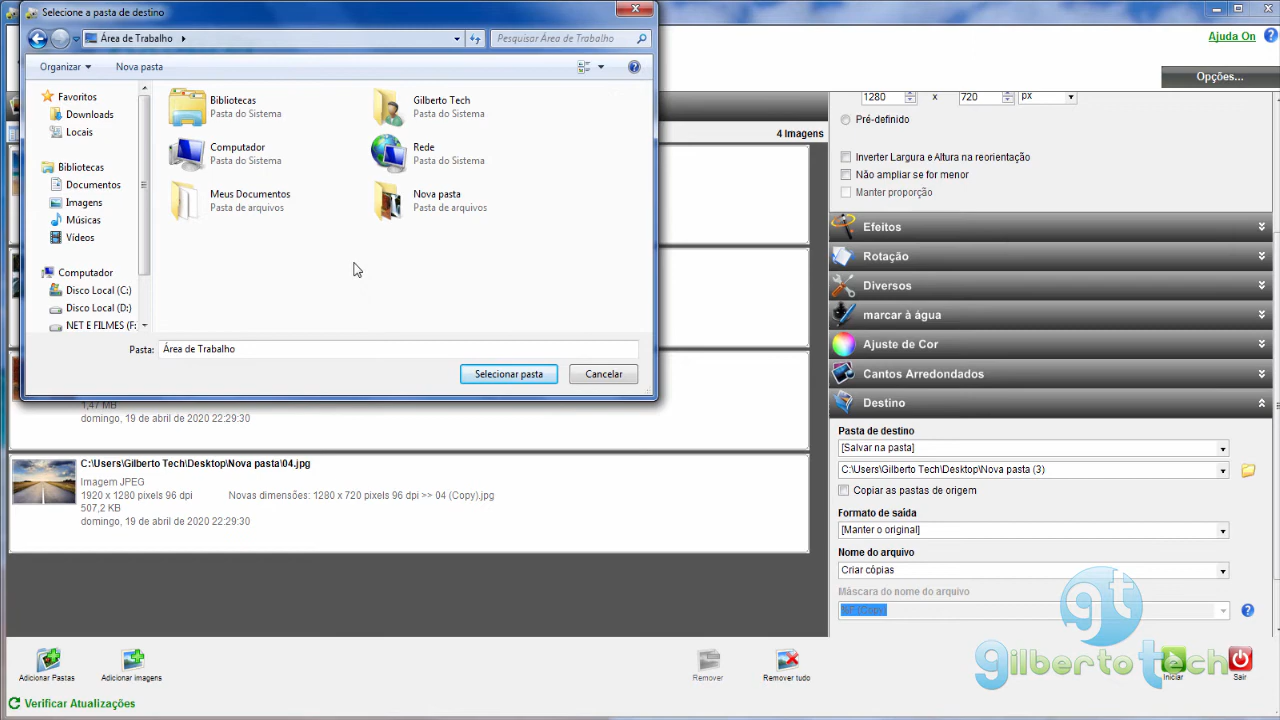 Selecione a pasta de destino
Área de Trabalho
Pesquisar Área de Trabalho
Organizar
Nova pasta
Favoritos
Downloads
Locais
Bibliotecas
Documentos
Imagens
Músicas
Vídeos
Computador
Disco Local (C:)
Disco Local (D:)
NET E FILMES (F:
Bibliotecas
Pasta do Sistema
Gilberto Tech
Pasta do Sistema
Computador
Pasta do Sistema
Rede
Pasta do Sistema
Meus Documentos
Pasta de arquivos
Nova pasta
Pasta de arquivos
Pasta: Área de Trabalho
Selecionar pasta
Cancelar
Ajuda On
Opções...
4 Imagens
1280 x 720 px
Pré-definido
Inverter Largura e Altura na reorientação
Não ampliar se for menor
Manter proporção
Efeitos
Rotação
Diversos
marcar à água
Ajuste de Cor
Cantos Arredondados
Destino
Pasta de destino
[Salvar na pasta]
C:\Users\Gilberto Tech\Desktop\Nova pasta (3)
Copiar as pastas de origem
Formato de saída
[Manter o original]
Nome do arquivo
Criar cópias
Máscara do nome do arquivo
%F (Copy)
1,47 MB
domingo, 19 de abril de 2020 22:29:30
C:\Users\Gilberto Tech\Desktop\Nova pasta\04.jpg
Imagem JPEG
1920 x 1280 pixels 96 dpi Novas dimensões: 1280 x 720 pixels 96 dpi >> 04 (Copy).jpg
507,2 KB
domingo, 19 de abril de 2020 22:29:30
Adicionar Pastas
Adicionar imagens
Remover
Remover tudo
Iniciar
Sair
Verificar Atualizações
gt
gilberto tech